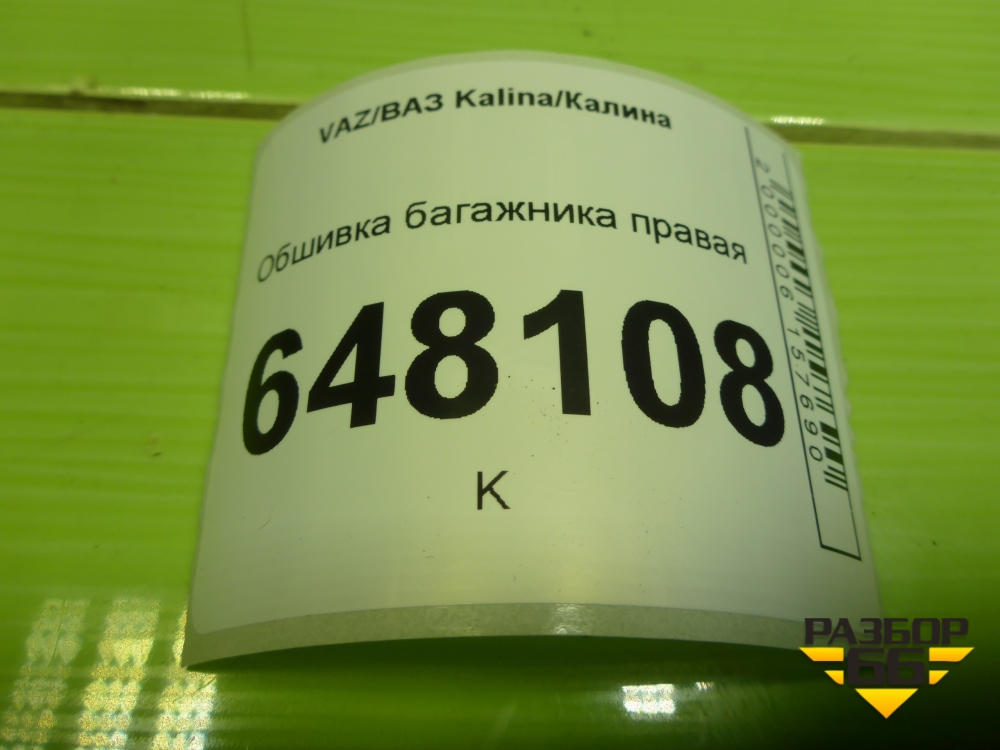 VAZ/ВАЗ Kalina/Калина
Обшивка багажника правая
648108
К
2000006157690
РАЗБОР
66